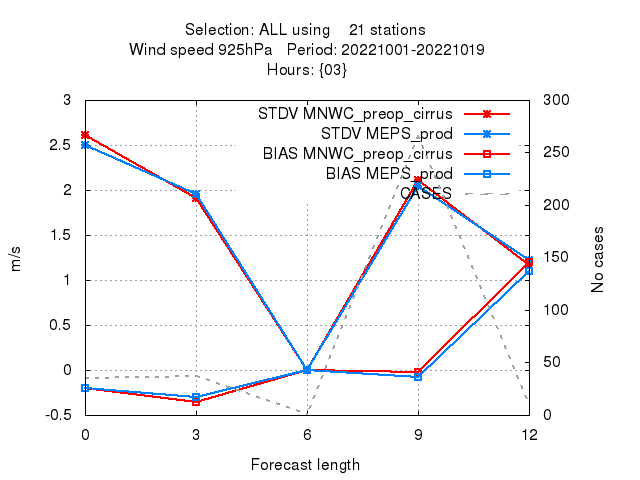 Selection: ALL using    21 stations
Wind speed 925hPa   Period: 20221001-20221019
Hours: {03}
STDV MNWC_preop_cirrus
STDV MEPS_prod
BIAS MNWC_preop_cirrus
BIAS MEPS_prod
CASES
3
2.5
2
1.5
1
0.5
0
-0.5
m/s
300
250
200
150
100
50
0
No cases
0 3 6 9 12
Forecast length